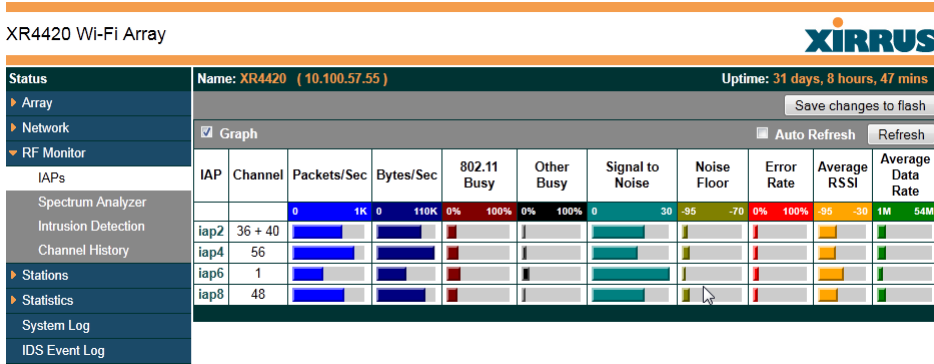 XR4420 Wi-Fi Array
XIRRUS
Status
Name: XR4420 ( 10.100.57.55 )
Uptime: 31 days, 8 hours, 47 mins
Array
Network
RF Monitor
IAPs
Spectrum Analyzer
Intrusion Detection
Channel History
Stations
Statistics
System Log
IDS Event Log
Save changes to flash
Graph
Auto Refresh
Refresh
IAP Channel Packets/Sec Bytes/Sec 802.11 Busy Other Busy Signal to Noise Noise Floor Error Rate Average RSSI Average Data Rate
0 1K 0 110K 0% 100% 0% 100% 0 30 -95 -70 0% 100% -95 -30 1M 54M
iap2 36 + 40
iap4 56
iap6 1
iap8 48